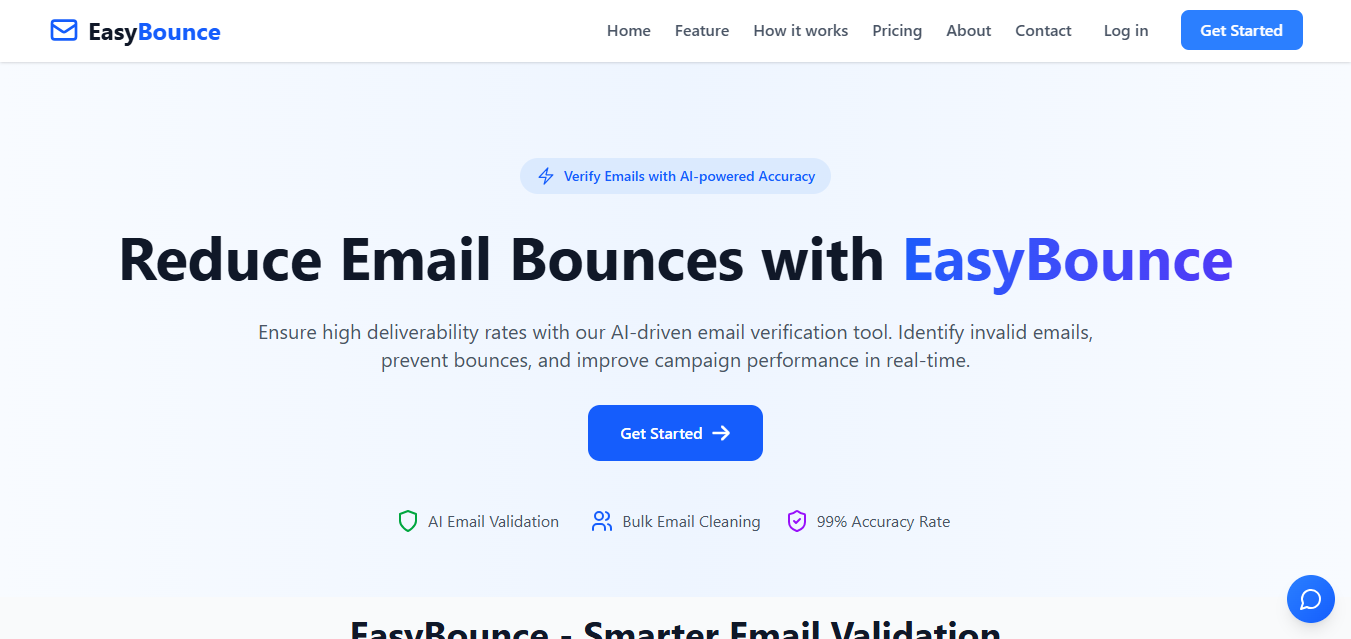 EasyBounce
Home Feature How it works Pricing About Contact Log in Get Started
Verify Emails with AI-powered Accuracy
Reduce Email Bounces with EasyBounce
Ensure high deliverability rates with our AI-driven email verification tool. Identify invalid emails,
prevent bounces, and improve campaign performance in real-time.
Get Started
AI Email Validation Bulk Email Cleaning 99% Accuracy Rate
EasyBounce - Smarter Email Validation